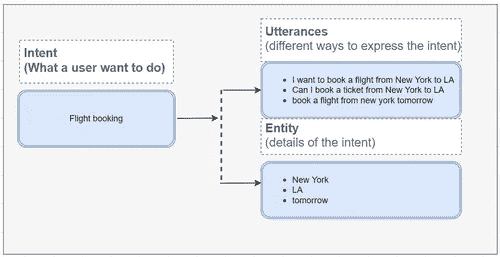 Intent
(What a user want to do)
Flight booking
Utterances
(different ways to express the intent)
I want to book a flight from New York to LA
Can I book a ticket from New York to LA
book a flight from new york tomorrow
Entity
(details of the intent)
New York
LA
tomorrow